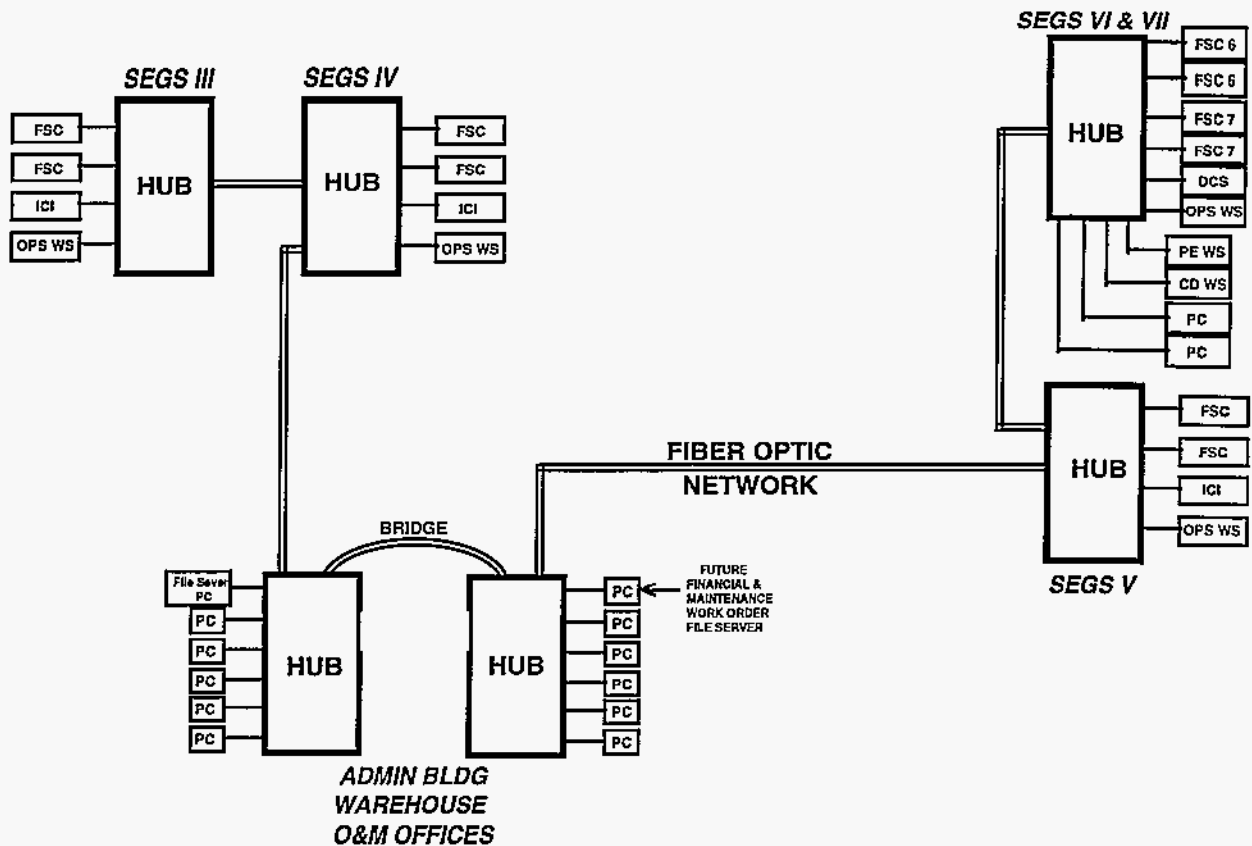 SEGS III
HUB
FSC
FSC
ICI
OPS WS
SEGS IV
HUB
FSC
FSC
ICI
OPS WS
SEGS VI & VII
HUB
FSC 6
FSC 6
FSC 7
FSC 7
DCS
OPS WS
PE WS
CD WS
PC
PC
FIBER OPTIC
NETWORK
HUB
FSC
FSC
ICI
OPS WS
SEGS V
BRIDGE
File Sever
PC
PC
PC
PC
PC
PC
HUB
HUB
PC
PC
PC
PC
PC
PC
FUTURE
FINANCIAL &
MAINTENANCE
WORK ORDER
FILE SERVER
ADMIN BLDG
WAREHOUSE
O&M OFFICES